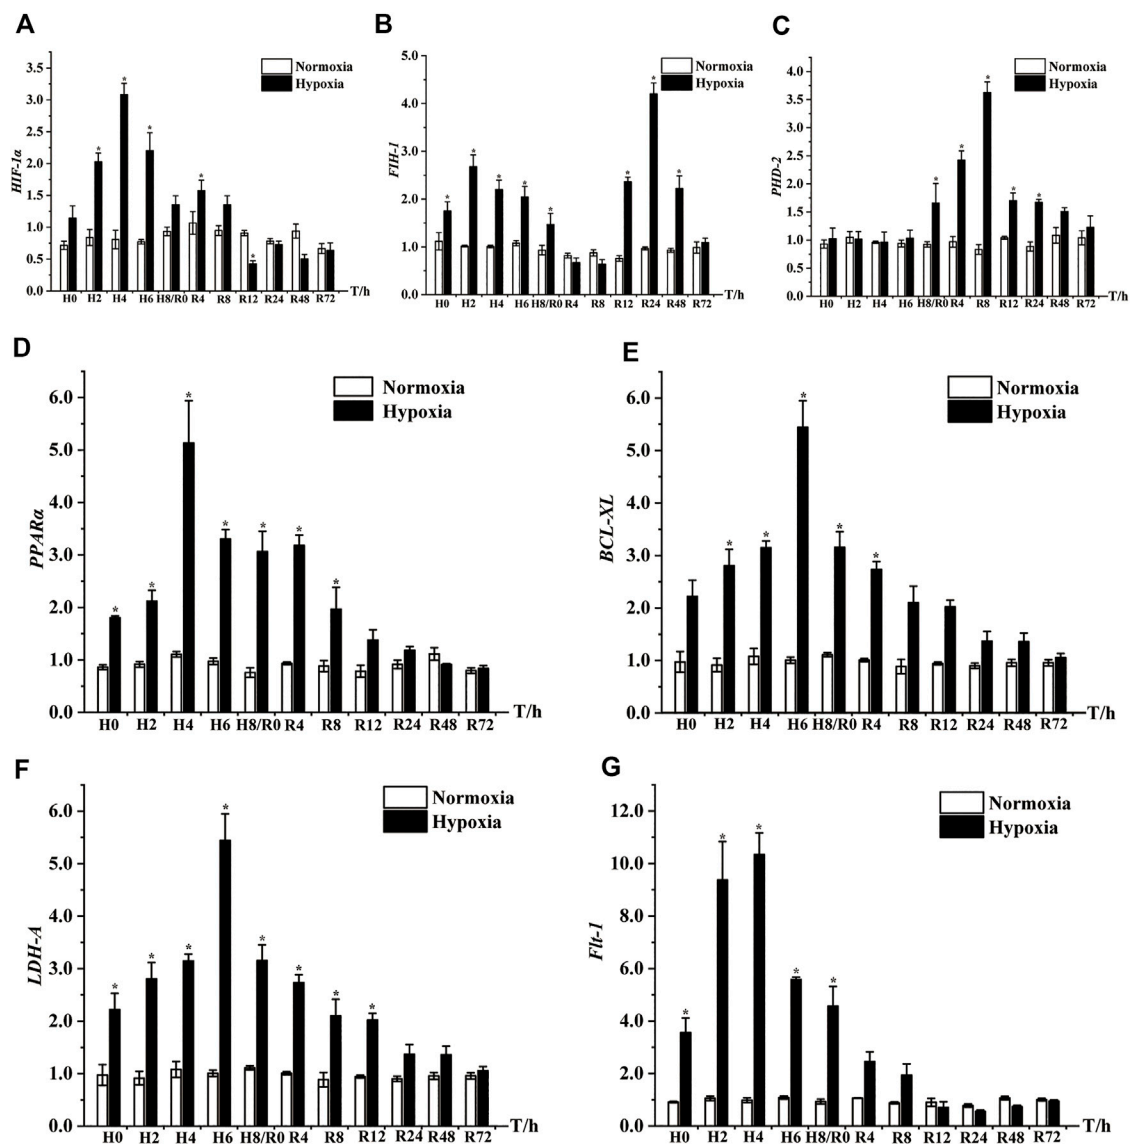 A
HIF-1α
3.5
3.0
2.5
2.0
1.5
1.0
0.5
0.0
Normoxia
Hypoxia
* * * * *
H0 H2 H4 H6 H8/R0 R4 R8 R12 R24 R48 R72 T/h
B
FIH-1
5.0
4.0
3.0
2.0
1.0
0.0
Normoxia
Hypoxia
* * * * * * * *
H0 H2 H4 H6 H8/R0 R4 R8 R12 R24 R48 R72 T/h
C
PHD-2
4.0
3.5
3.0
2.5
2.0
1.5
1.0
0.5
0.0
Normoxia
Hypoxia
* * * * *
H0 H2 H4 H6 H8/R0 R4 R8 R12 R24 R48 R72 T/h
D
PPARα
6.0
5.0
4.0
3.0
2.0
1.0
0.0
Normoxia
Hypoxia
* * * * * * *
H0 H2 H4 H6 H8/R0 R4 R8 R12 R24 R48 R72 T/h
E
BCL-XL
6.0
5.0
4.0
3.0
2.0
1.0
0.0
Normoxia
Hypoxia
* * * * *
H0 H2 H4 H6 H8/R0 R4 R8 R12 R24 R48 R72 T/h
F
LDH-A
6.0
5.0
4.0
3.0
2.0
1.0
0.0
Normoxia
Hypoxia
* * * * * * * *
H0 H2 H4 H6 H8/R0 R4 R8 R12 R24 R48 R72 T/h
G
Flt-1
12.0
10.0
8.0
6.0
4.0
2.0
0.0
Normoxia
Hypoxia
* * * * *
H0 H2 H4 H6 H8/R0 R4 R8 R12 R24 R48 R72 T/h